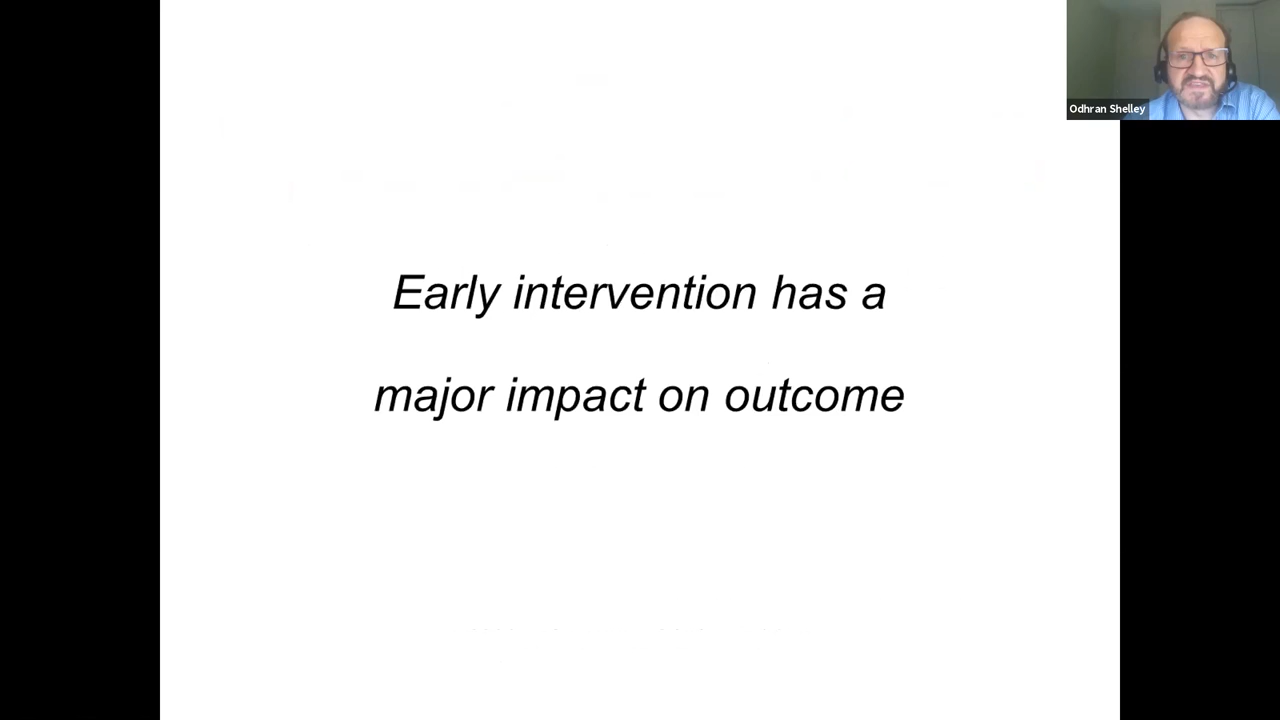 Odhran Shelley
Early intervention has a
major impact on outcome